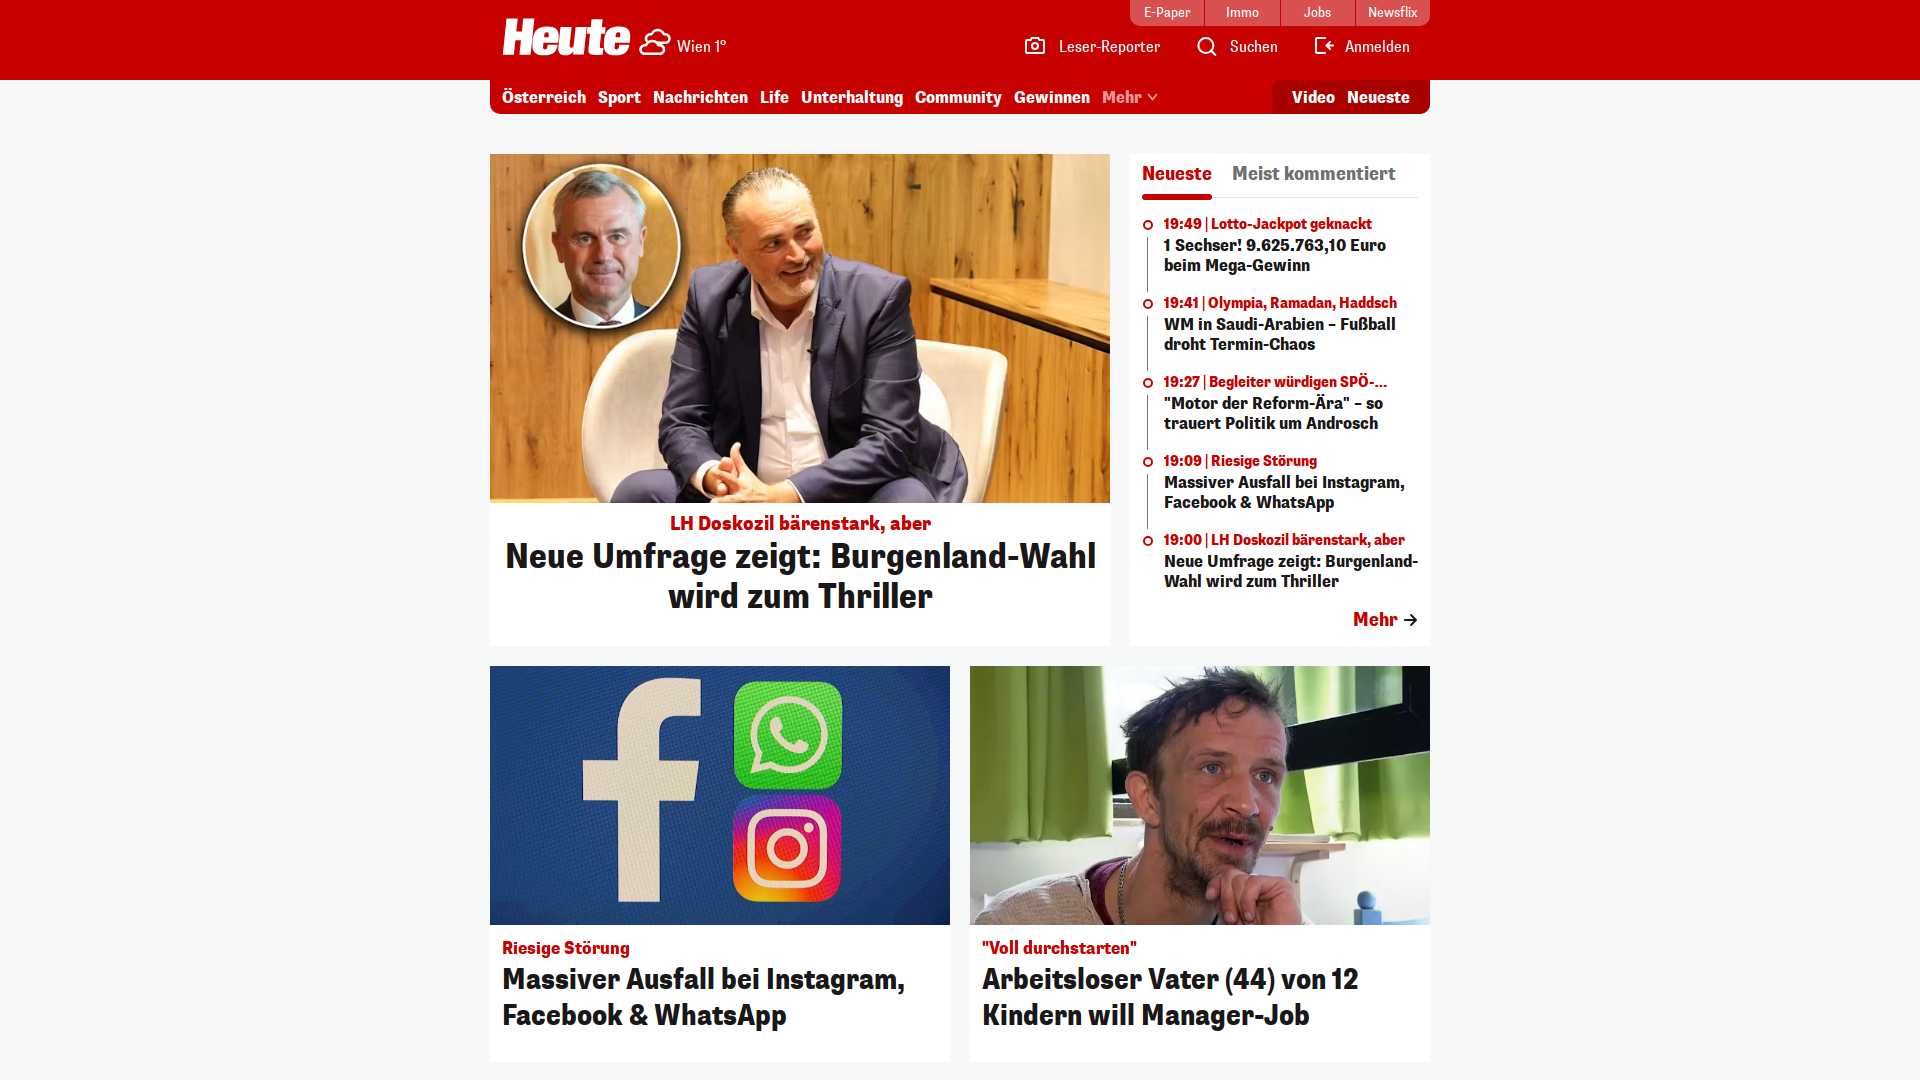 E-Paper
Immo
Jobs
Newsflix
Heute
Wien 1°
Leser-Reporter
Suchen
Anmelden
Österreich
Sport
Nachrichten
Life
Unterhaltung
Community
Gewinnen
Mehr
Video
Neueste
LH Doskozil bärenstark, aber
Neue Umfrage zeigt: Burgenland-Wahl
wird zum Thriller
Neueste
Meist kommentiert
19:49 | Lotto-Jackpot geknackt
1 Sechser! 9.625.763,10 Euro
beim Mega-Gewinn
19:41 | Olympia, Ramadan, Haddsch
WM in Saudi-Arabien – Fußball
droht Termin-Chaos
19:27 | Begleiter würdigen SPÖ-...
"Motor der Reform-Ära" – so
trauert Politik um Androsch
19:09 | Riesige Störung
Massiver Ausfall bei Instagram,
Facebook & WhatsApp
19:00 | LH Doskozil bärenstark, aber
Neue Umfrage zeigt: Burgenland-
Wahl wird zum Thriller
Mehr
Riesige Störung
Massiver Ausfall bei Instagram,
Facebook & WhatsApp
"Voll durchstarten"
Arbeitsloser Vater (44) von 12
Kindern will Manager-Job